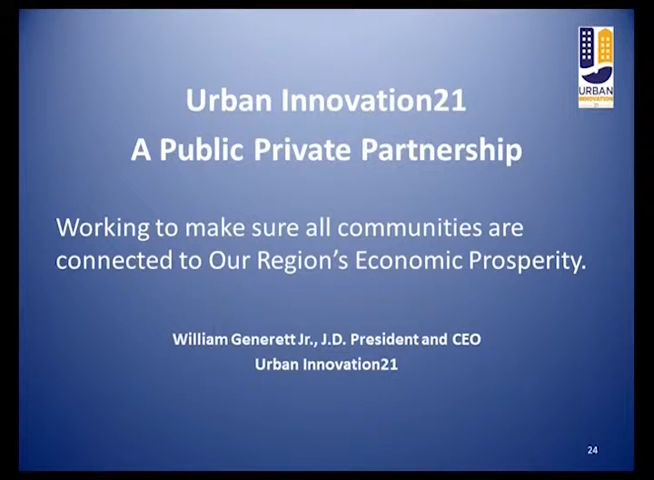 URBAN
INNOVATION
21
Urban Innovation21
A Public Private Partnership
Working to make sure all communities are
connected to Our Region's Economic Prosperity.
William Generett Jr., J.D. President and CEO
Urban Innovation21
24